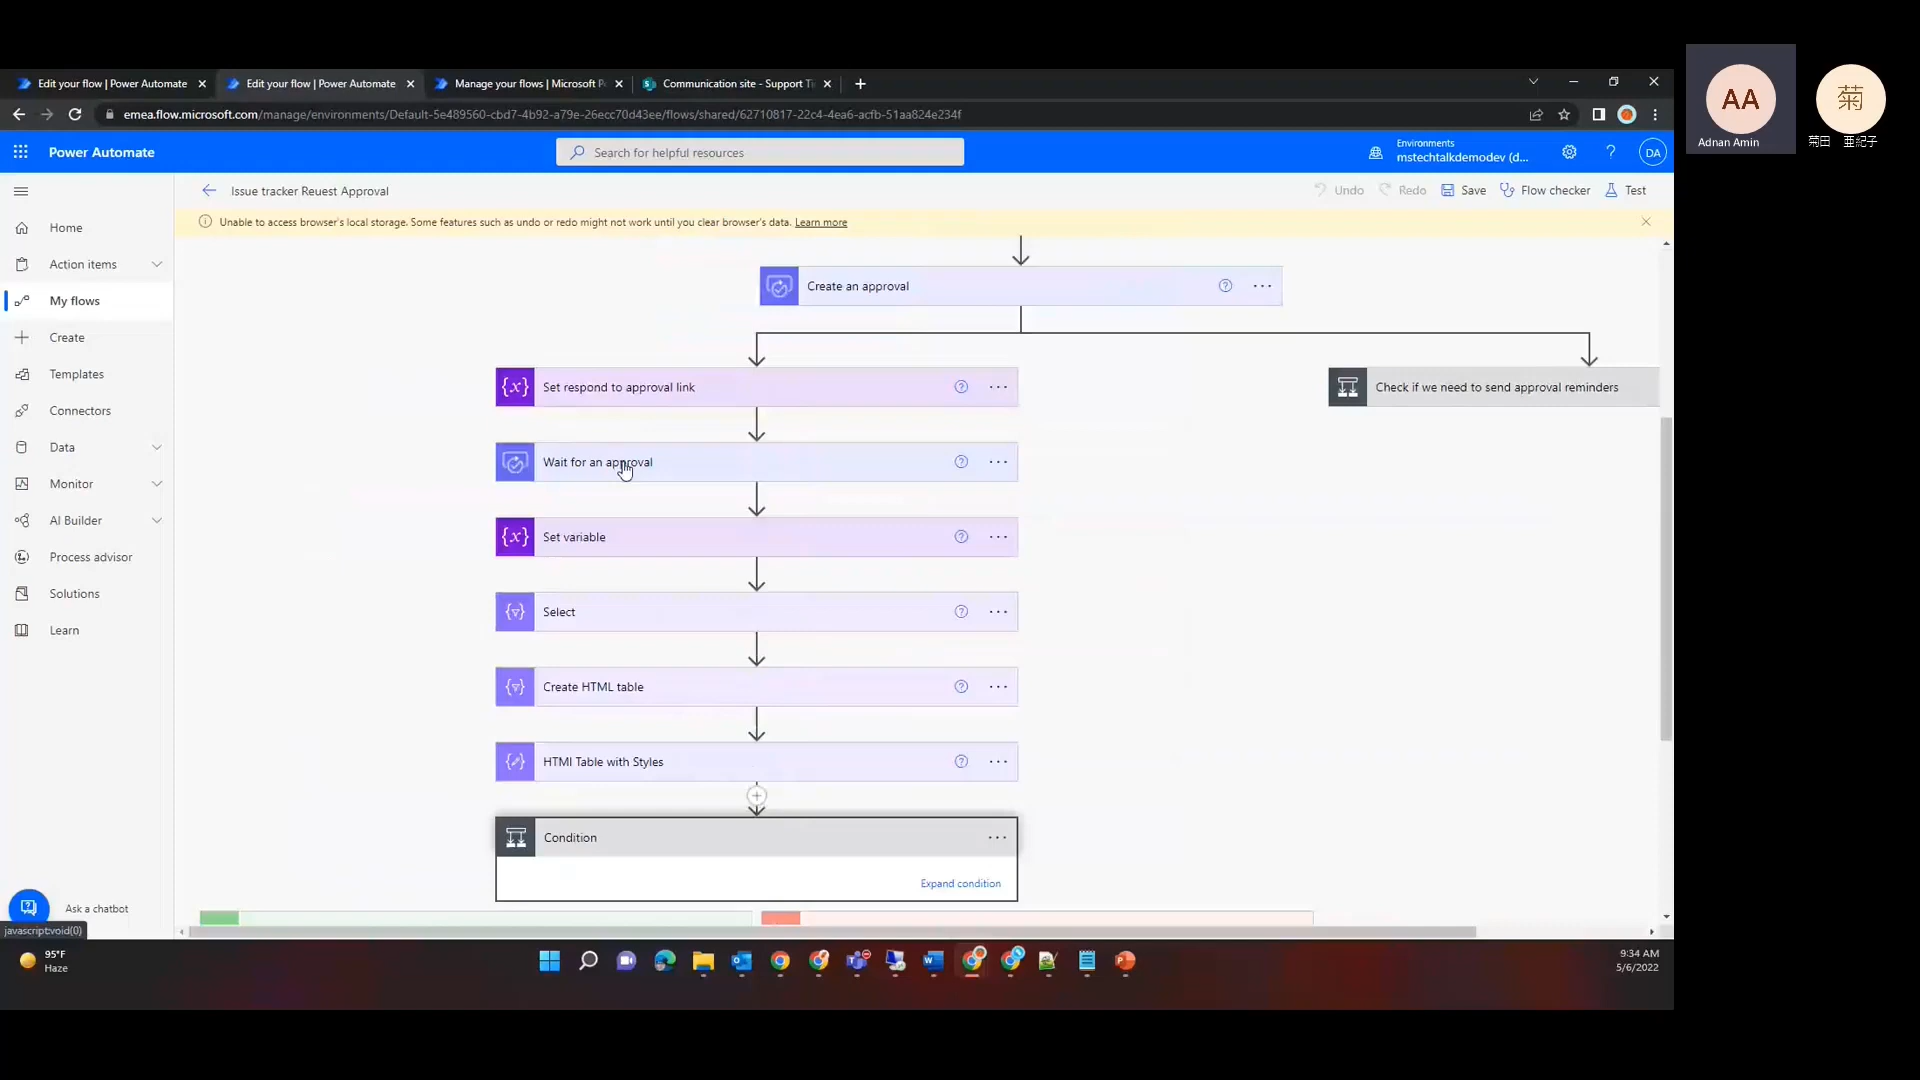 Edit your flow | Power Automate
Edit your flow | Power Automate
Manage your flows | Microsoft P
Communication site - Support Ti
emea.flow.microsoft.com/manage/environments/Default-5e489560-cbd7-4b92-a79e-26ecc70d43ee/flows/shared/62710817-22c4-4ea6-acfb-51aa824e234f
Power Automate
Search for helpful resources
Environments
mstechtalkdemodev (d...
DA
Issue tracker Reuest Approval
Undo
Redo
Save
Flow checker
Test
Unable to access browser's local storage. Some features such as undo or redo might not work until you clear browser's data. Learn more
Home
Action items
My flows
Create
Templates
Connectors
Data
Monitor
AI Builder
Process advisor
Solutions
Learn
Ask a chatbot
javascript:void(0)
Create an approval
Set respond to approval link
Check if we need to send approval reminders
Wait for an approval
Set variable
Select
Create HTML table
HTMl Table with Styles
Condition
Expand condition
95°F
Haze
9:34 AM
5/6/2022
AA
Adnan Amin
菊
菊田 亜紀子